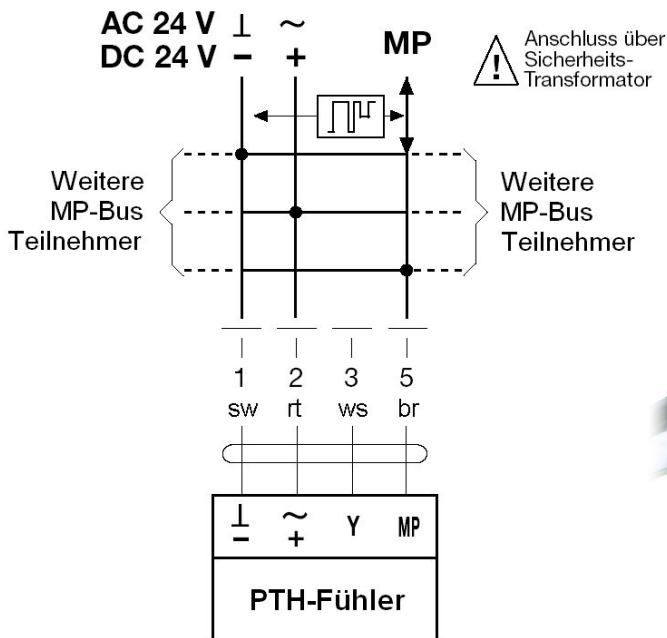 AC 24 V ⊥ ~
DC 24 V − +
MP
Anschluss über
Sicherheits-
Transformator
!
Weitere
MP-Bus
Teilnehmer
Weitere
MP-Bus
Teilnehmer
1 2 3 5
sw rt ws br
⊥ ~ Y MP
− +
PTH-Fühler